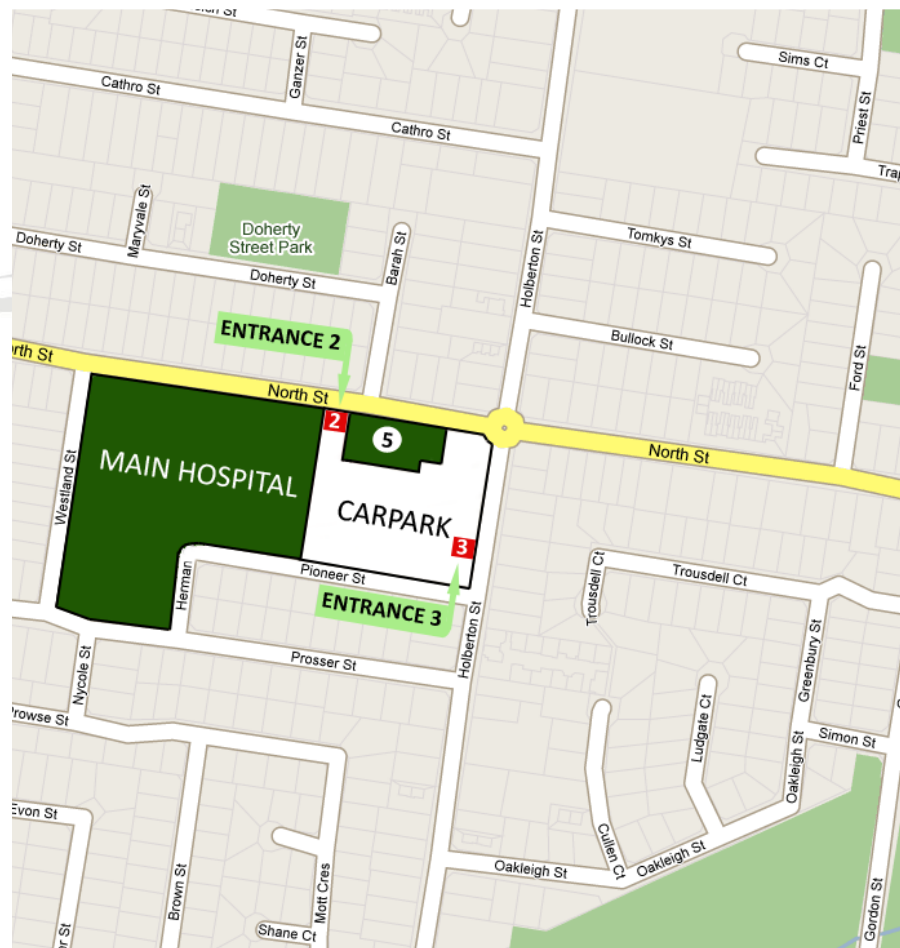 Ganzer St
Sims Ct
Cathro St
Priest St
Cathro St
Maryvale St
Doherty
Street Park
Tomkys St
Doherty St
Barah St
Holberton St
Doherty St
ENTRANCE 2
Bullock St
Ford St
North St
2
5
North St
MAIN HOSPITAL
Westland St
CARPARK
3
Pioneer St
Trousdell Ct
Trousdell Ct
Herman
ENTRANCE 3
Holberton St
Greenbury St
Prosser St
Nycole St
Ludgate Ct
Prowse St
Simon St
Oakleigh St
Evon St
Cullen Ct
Oakleigh St
Oakleigh St
Brown St
Mott Cres
Gordon St
Shane Ct